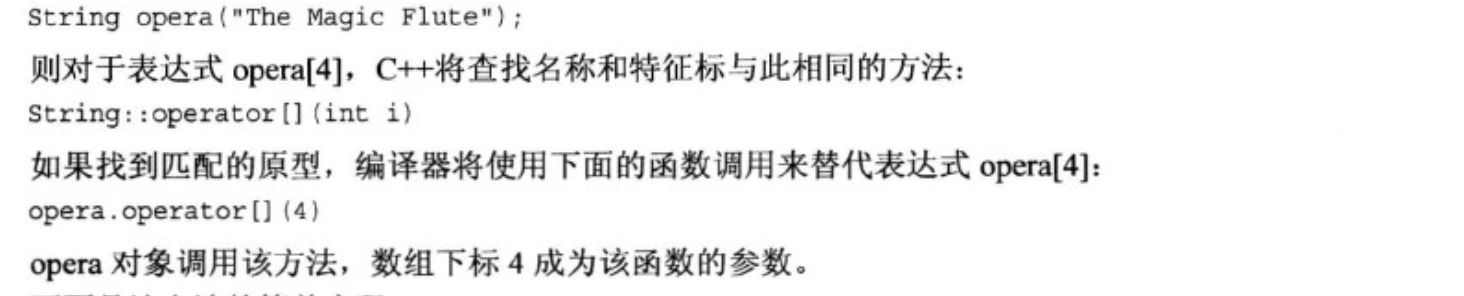 String opera("The Magic Flute");
则对于表达式 opera[4]，C++将查找名称和特征标与此相同的方法：
String::operator[](int i)
如果找到匹配的原型，编译器将使用下面的函数调用来替代表达式 opera[4]：
opera.operator[](4)
opera 对象调用该方法，数组下标 4 成为该函数的参数。